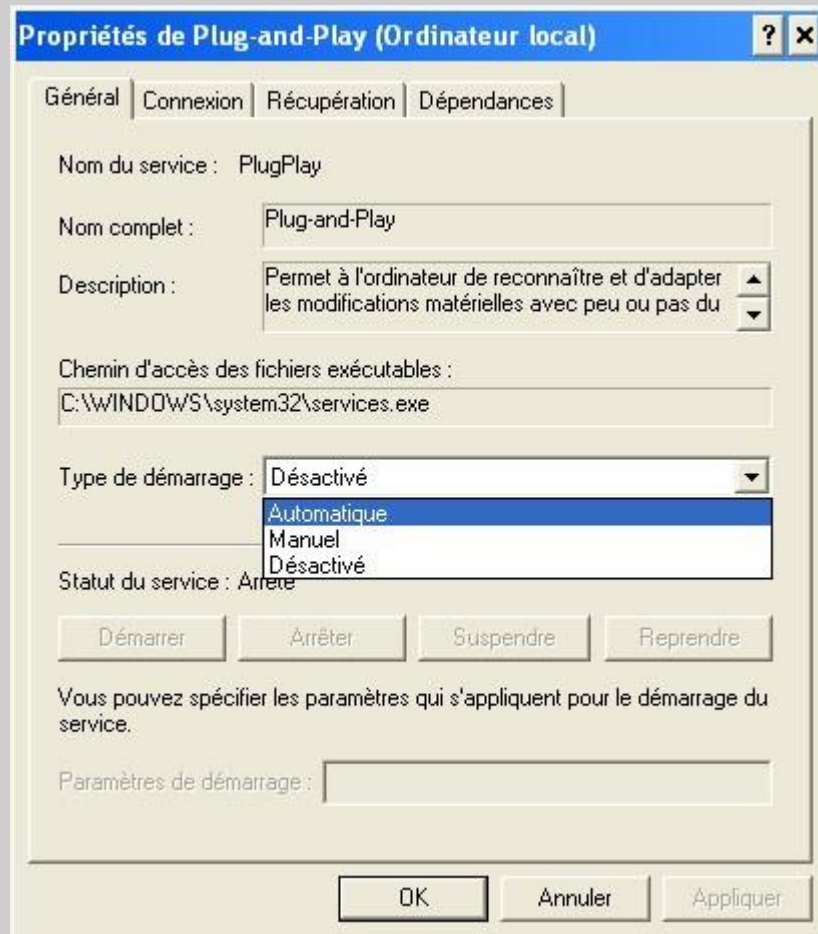 Propriétés de Plug-and-Play (Ordinateur local)
Général Connexion Récupération Dépendances
Nom du service : PlugPlay
Nom complet : Plug-and-Play
Description : Permet à l'ordinateur de reconnaître et d'adapter
les modifications matérielles avec peu ou pas du
Chemin d'accès des fichiers exécutables :
C:\WINDOWS\system32\services.exe
Type de démarrage : Désactivé
Automatique
Manuel
Désactivé
Statut du service : Arrêté
Démarrer Arrêter Suspendre Reprendre
Vous pouvez spécifier les paramètres qui s'appliquent pour le démarrage du
service.
Paramètres de démarrage :
OK Annuler Appliquer